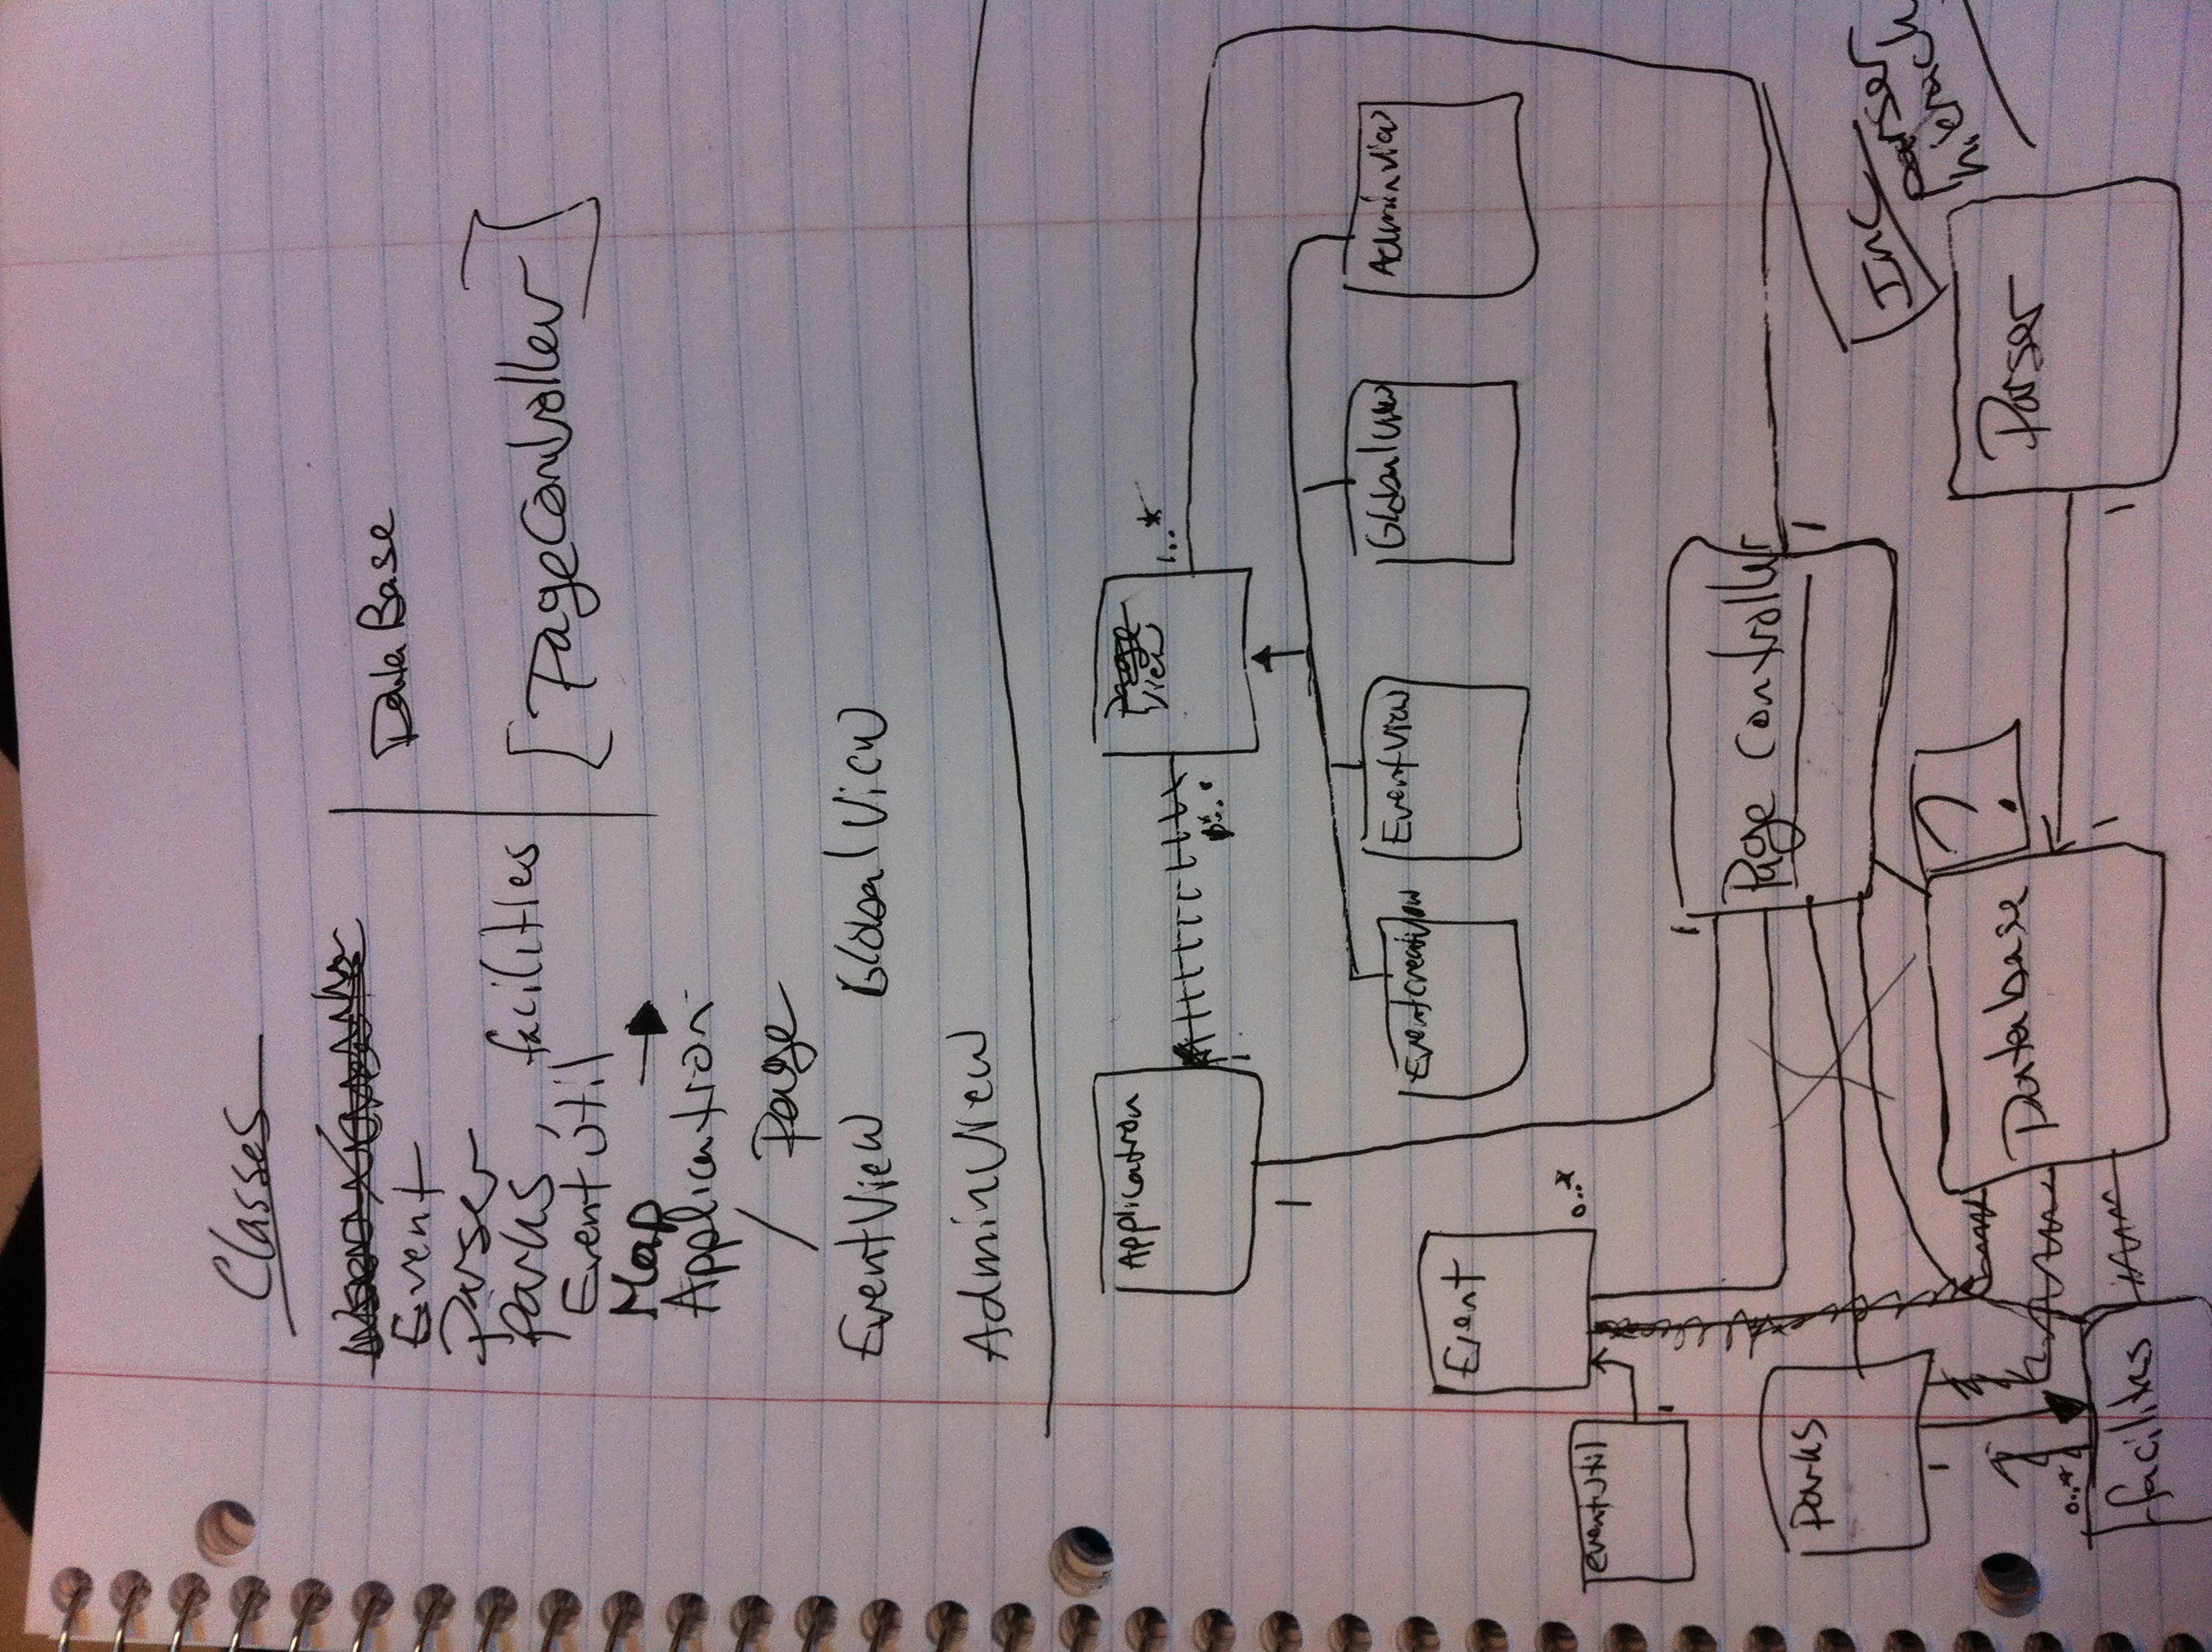 Classes
Event
Parser
Parks, facilities
EventUtil
Map →
Application
/ Page
EventView GlobalView
AdminView
DataBase
[PageController]
Application
Page
View
1..*
1
1
EventcreatView
EventView
GlobalView
AdminView
Event
0..*
eventUtil
1
Page Controller
1
Parks
1
0..*
facilities
Database
?
1
Parser
1
Inc
parser
hierach